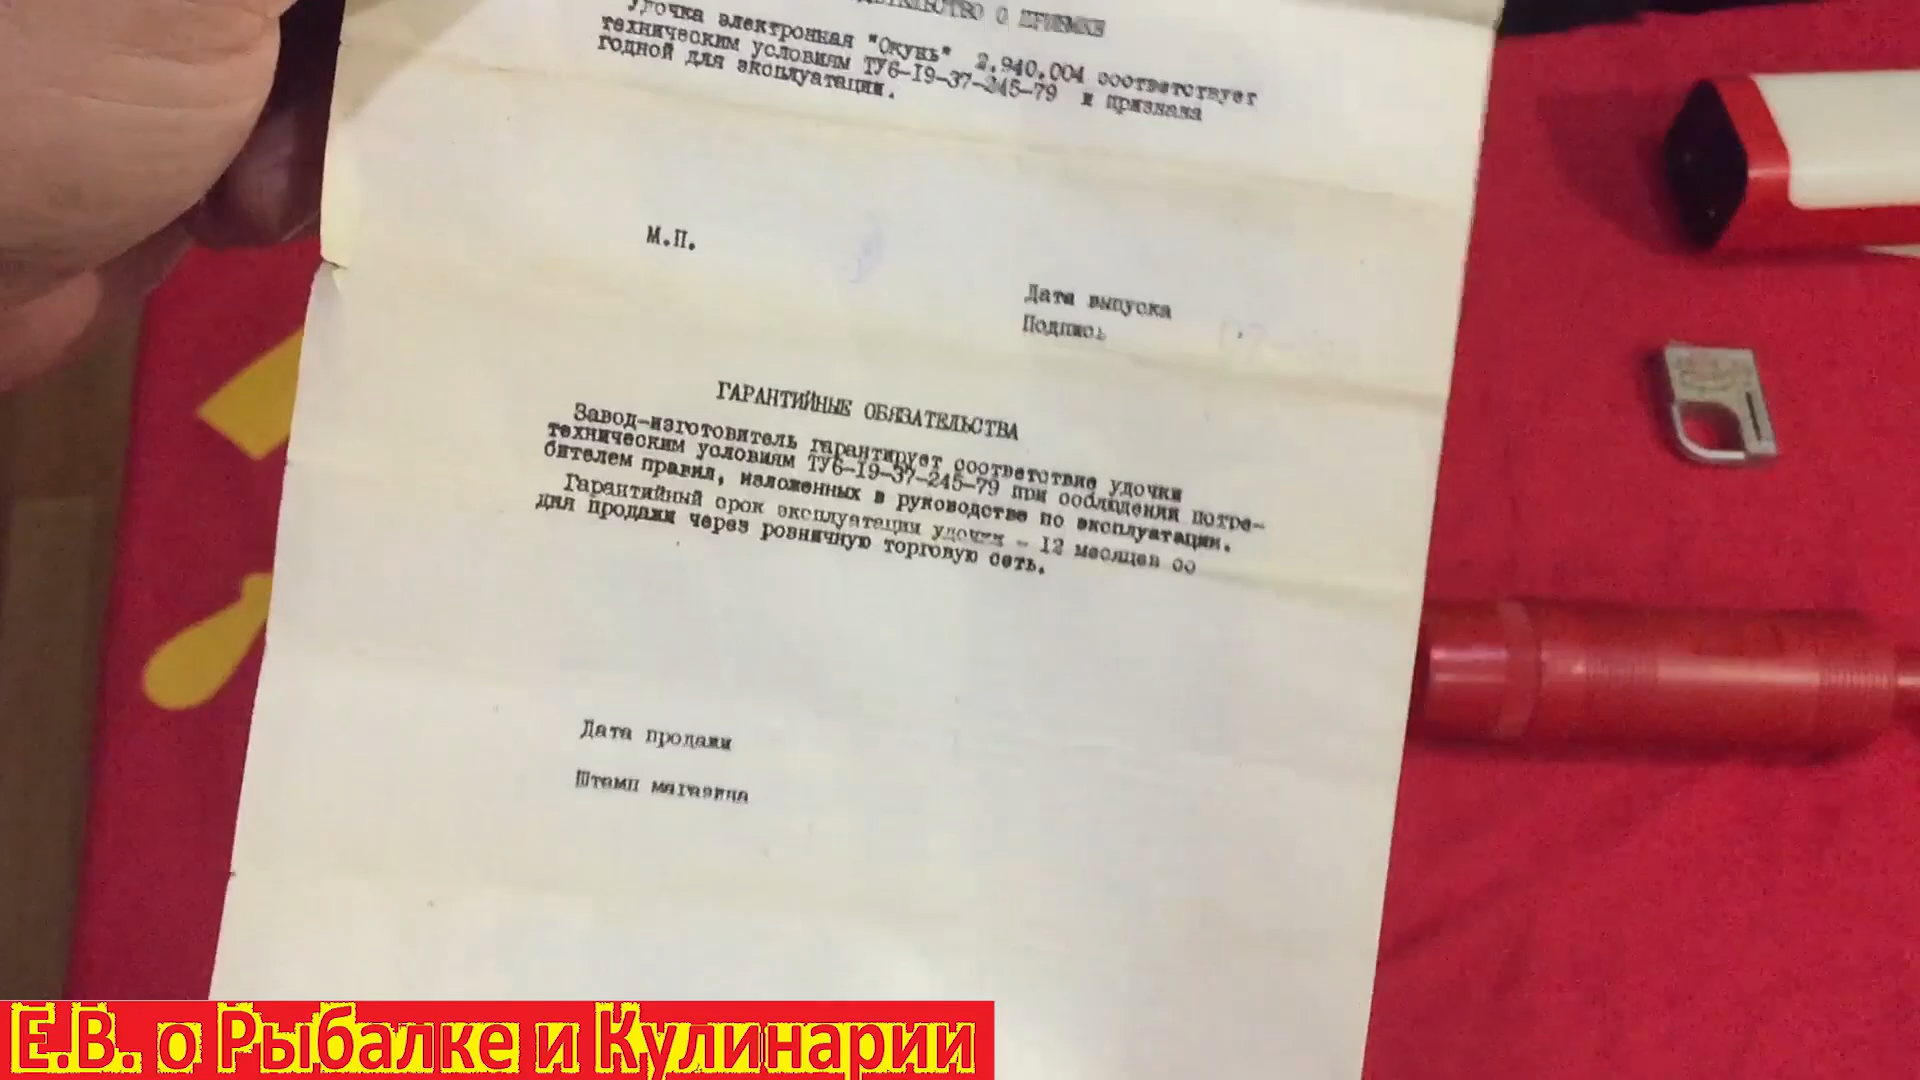 О ПРИЕМКЕ
Удочка электронная "Окунь" 2.940.004 соответствует
техническим условиям ТУ6-19-37-245-79 и признана
годной для эксплуатации.
М.П.
Дата выпуска
Подпись
ГАРАНТИЙНЫЕ ОБЯЗАТЕЛЬСТВА
Завод-изготовитель гарантирует соответствие удочки
техническим условиям ТУ6-19-37-245-79 при соблюдении потре-
бителем правил, изложенных в руководстве по эксплуатации.
Гарантийный срок эксплуатации удочки - 12 месяцев со
дня продажи через розничную торговую сеть.
Дата продажи
Штамп магазина
Е.В. о Рыбалке и Кулинарии